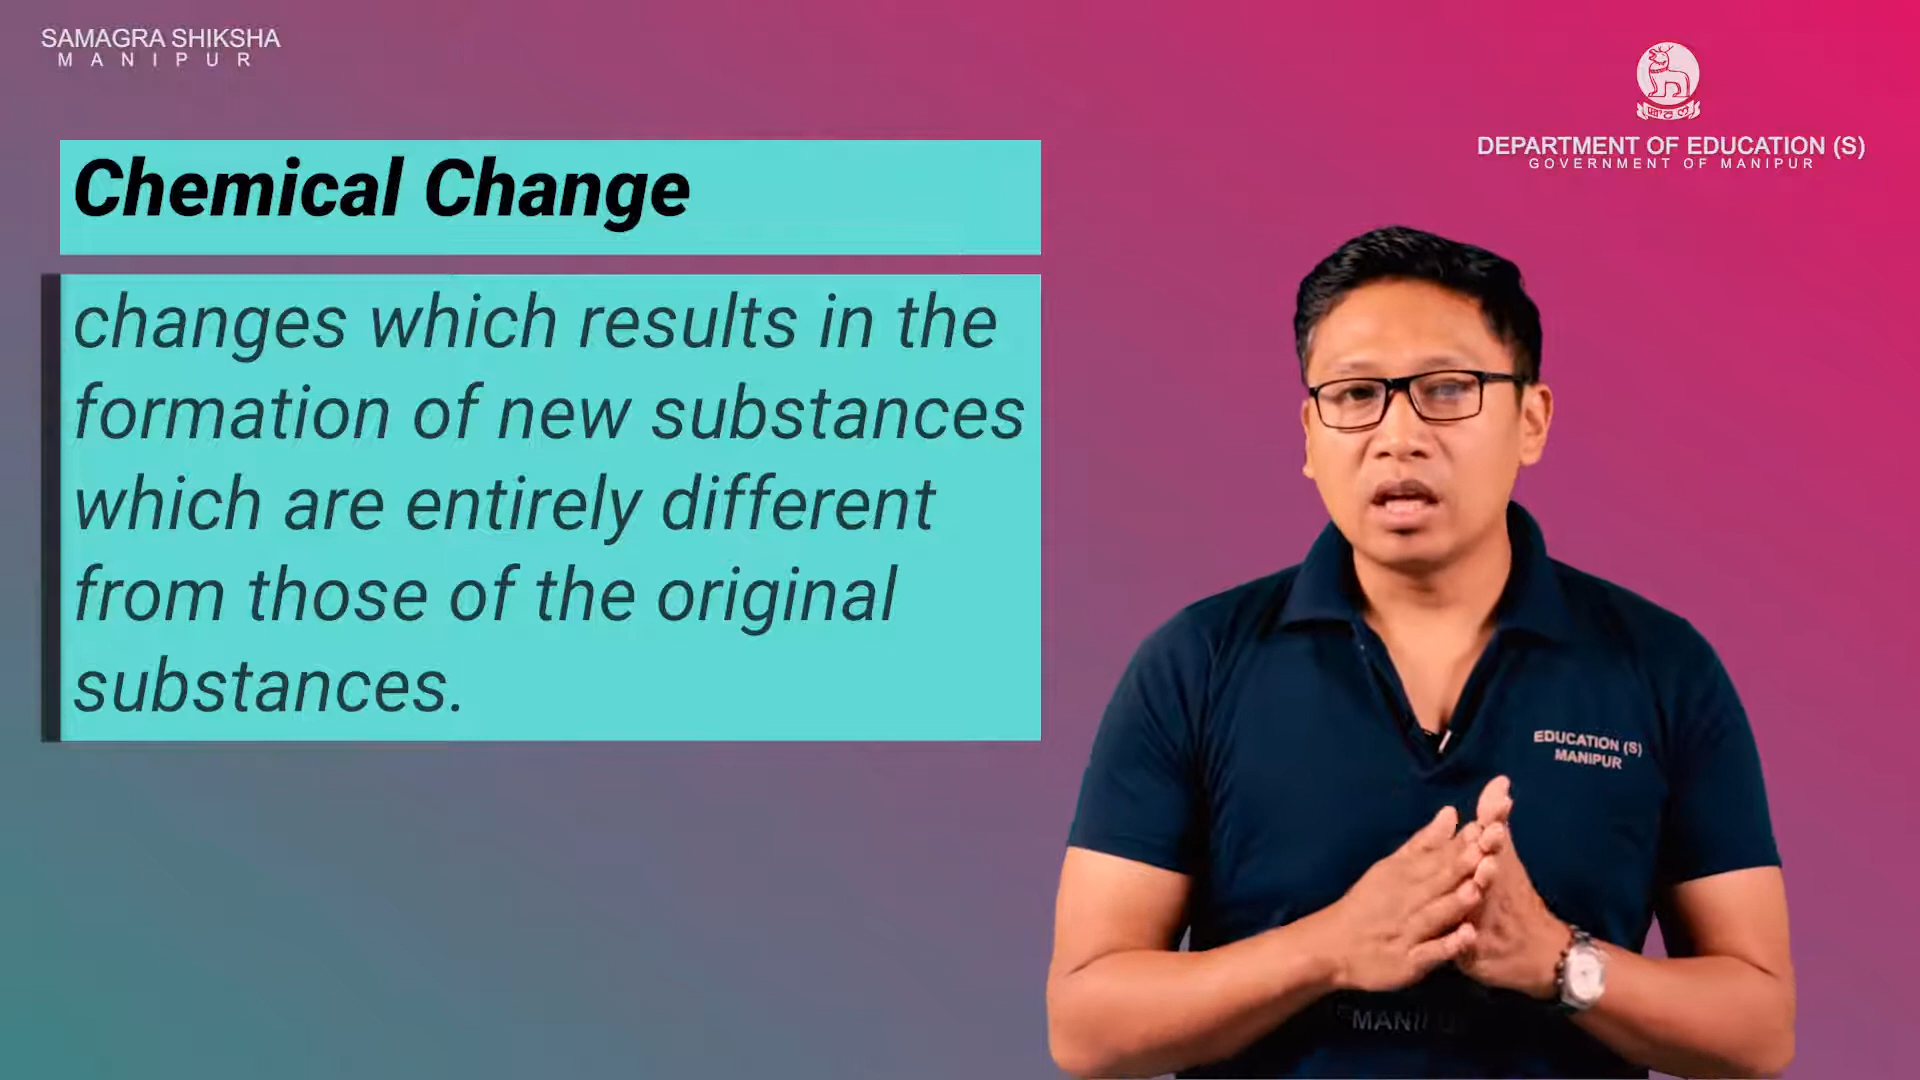 SAMAGRA SHIKSHA
MANIPUR
DEPARTMENT OF EDUCATION (S)
GOVERNMENT OF MANIPUR
Chemical Change
changes which results in the
formation of new substances
which are entirely different
from those of the original
substances.
EDUCATION (S)
MANIPUR